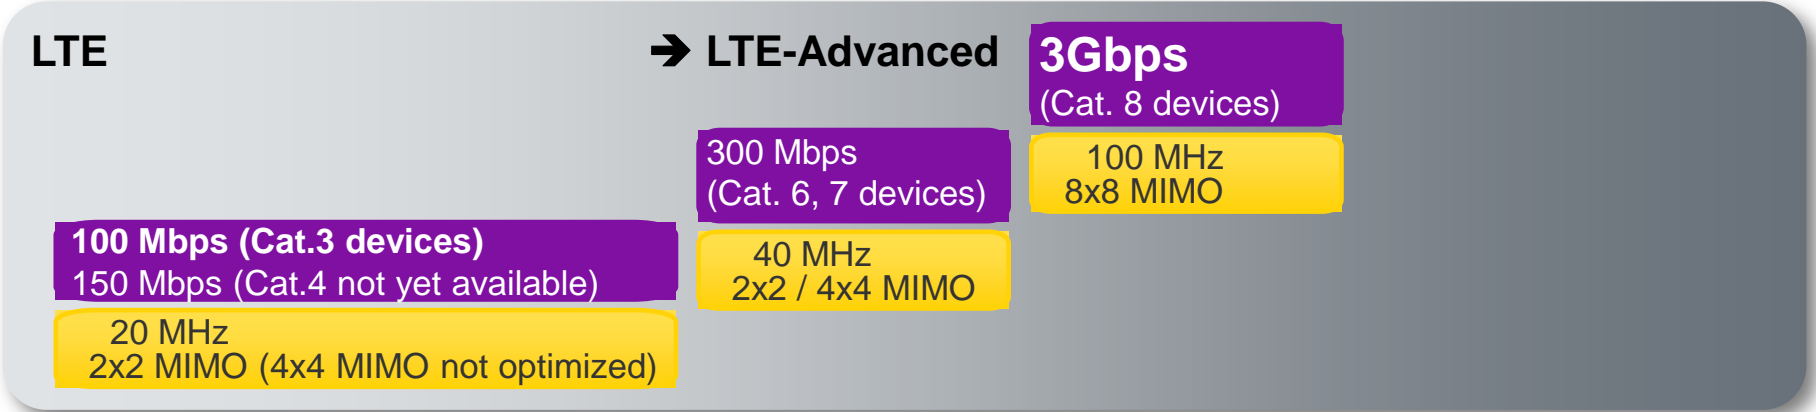 LTE
➔ LTE-Advanced
3Gbps
(Cat. 8 devices)
100 MHz
8x8 MIMO
300 Mbps
(Cat. 6, 7 devices)
40 MHz
2x2 / 4x4 MIMO
100 Mbps (Cat.3 devices)
150 Mbps (Cat.4 not yet available)
20 MHz
2x2 MIMO (4x4 MIMO not optimized)